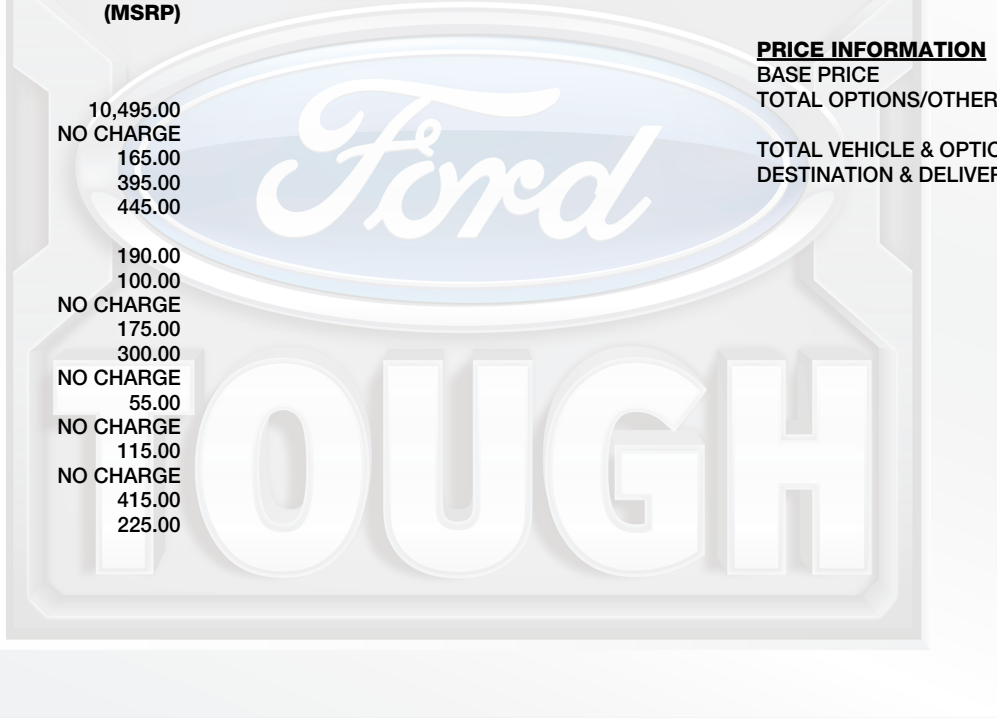 (MSRP)
10,495.00
NO CHARGE
165.00
395.00
445.00
190.00
100.00
NO CHARGE
175.00
300.00
NO CHARGE
55.00
NO CHARGE
115.00
NO CHARGE
415.00
225.00
PRICE INFORMATION
BASE PRICE
TOTAL OPTIONS/OTHER
TOTAL VEHICLE & OPTIO
DESTINATION & DELIVER
Ford
TOUGH